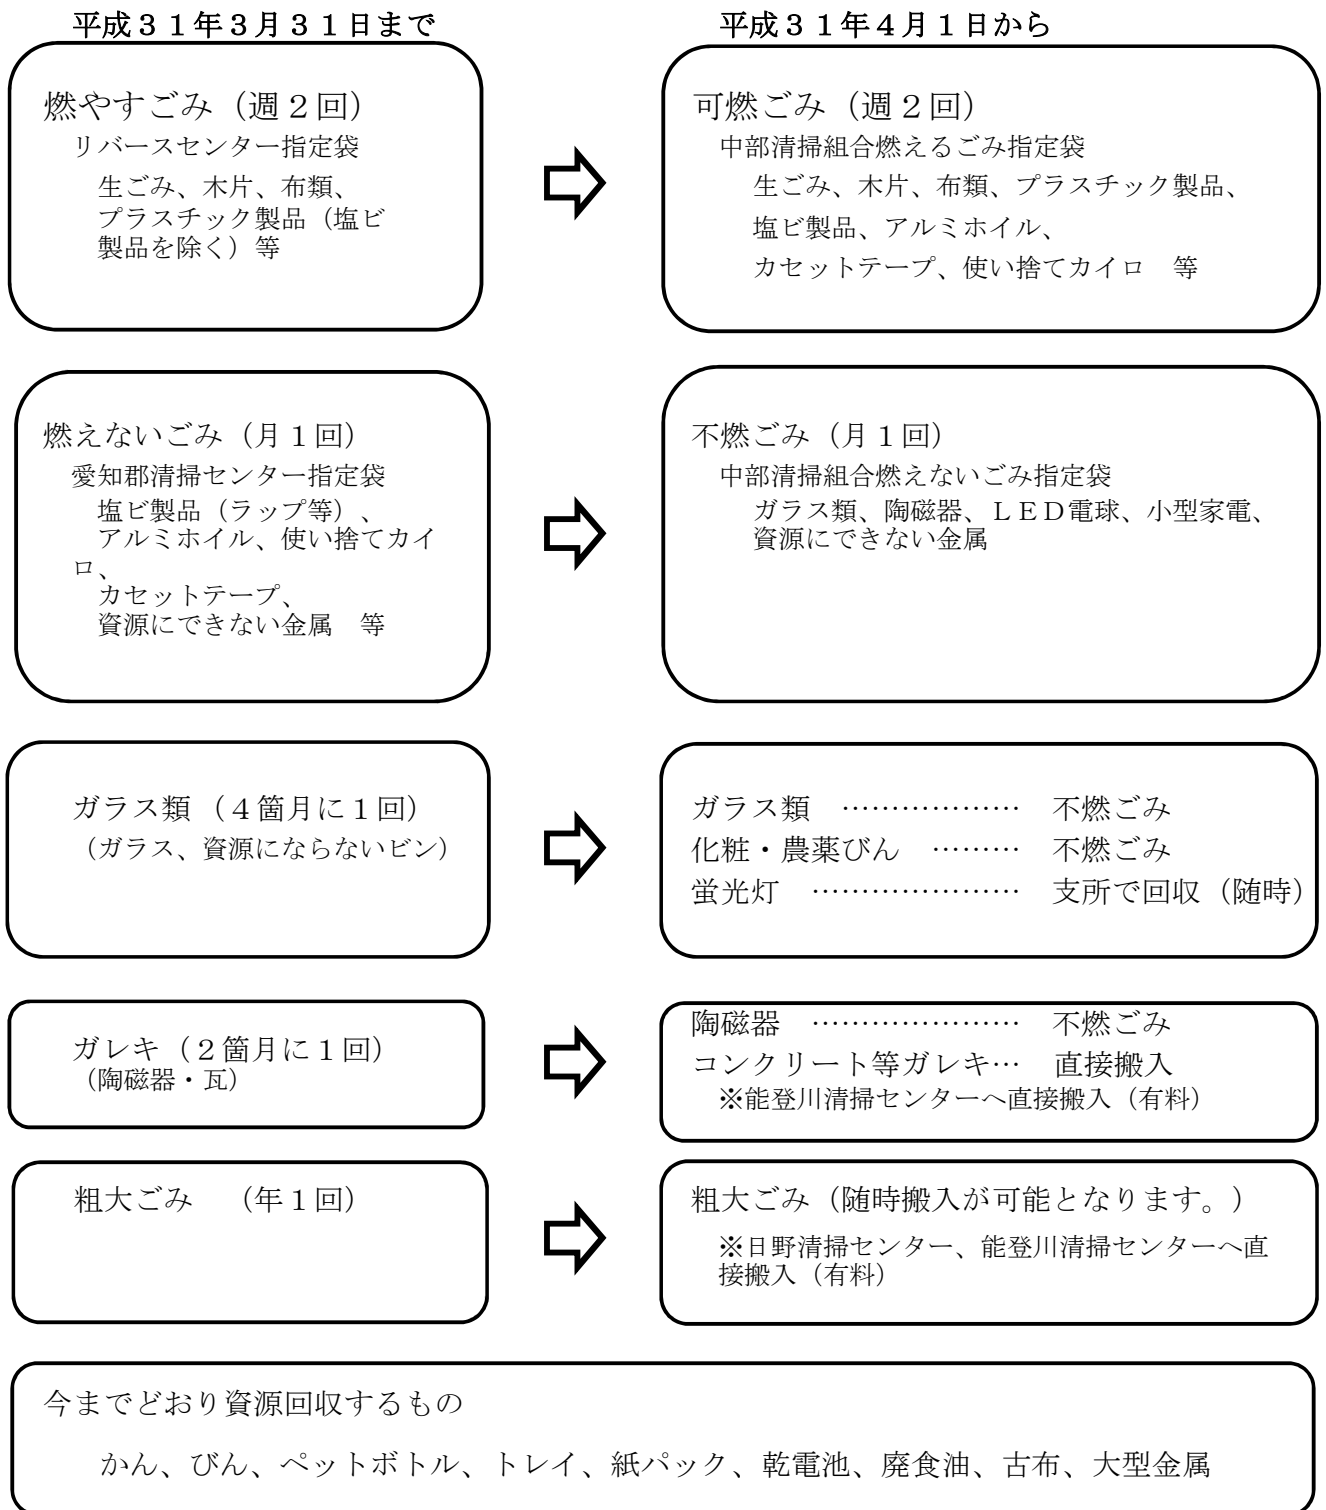 平成３１年３月３１日まで
平成３１年４月１日から
燃やすごみ（週２回）
リバースセンター指定袋
生ごみ、木片、布類、
プラスチック製品（塩ビ
製品を除く）等
可燃ごみ（週２回）
中部清掃組合燃えるごみ指定袋
生ごみ、木片、布類、プラスチック製品、
塩ビ製品、アルミホイル、
カセットテープ、使い捨てカイロ　等
燃えないごみ（月１回）
愛知郡清掃センター指定袋
塩ビ製品（ラップ等）、
アルミホイル、使い捨てカイ
ロ、
カセットテープ、
資源にできない金属　等
不燃ごみ（月１回）
中部清掃組合燃えないごみ指定袋
ガラス類、陶磁器、ＬＥＤ電球、小型家電、
資源にできない金属
ガラス類（４箇月に１回）
（ガラス、資源にならないビン）
ガラス類　………………　不燃ごみ
化粧・農薬びん　………　不燃ごみ
蛍光灯　…………………　支所で回収（随時）
ガレキ（２箇月に１回）
（陶磁器・瓦）
陶磁器　…………………　不燃ごみ
コンクリート等ガレキ…　直接搬入
※能登川清掃センターへ直接搬入（有料）
粗大ごみ　（年１回）
粗大ごみ（随時搬入が可能となります。）
※日野清掃センター、能登川清掃センターへ直
接搬入（有料）
今までどおり資源回収するもの
かん、びん、ペットボトル、トレイ、紙パック、乾電池、廃食油、古布、大型金属